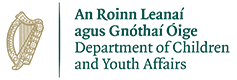 An Roinn Leanaí
agus Gnóthaí Óige
Department of Children
and Youth Affairs